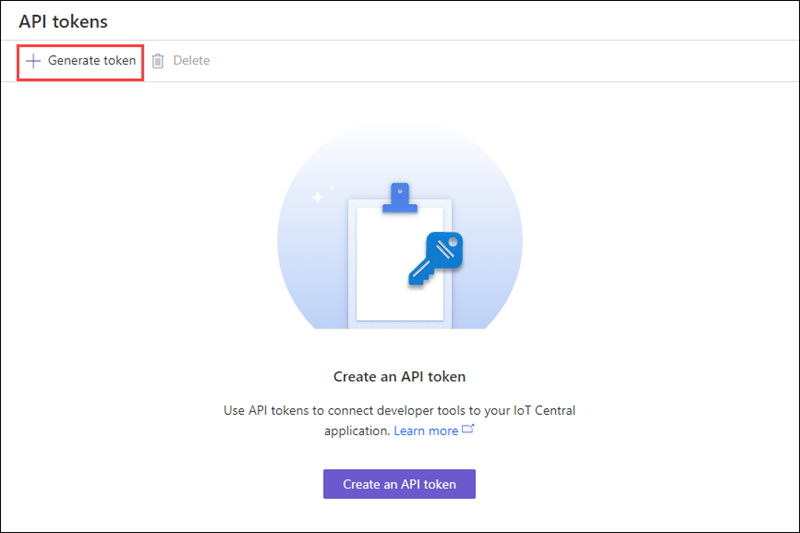 API tokens
Generate token Delete
Create an API token
Use API tokens to connect developer tools to your IoT Central
application. Learn more
Create an API token